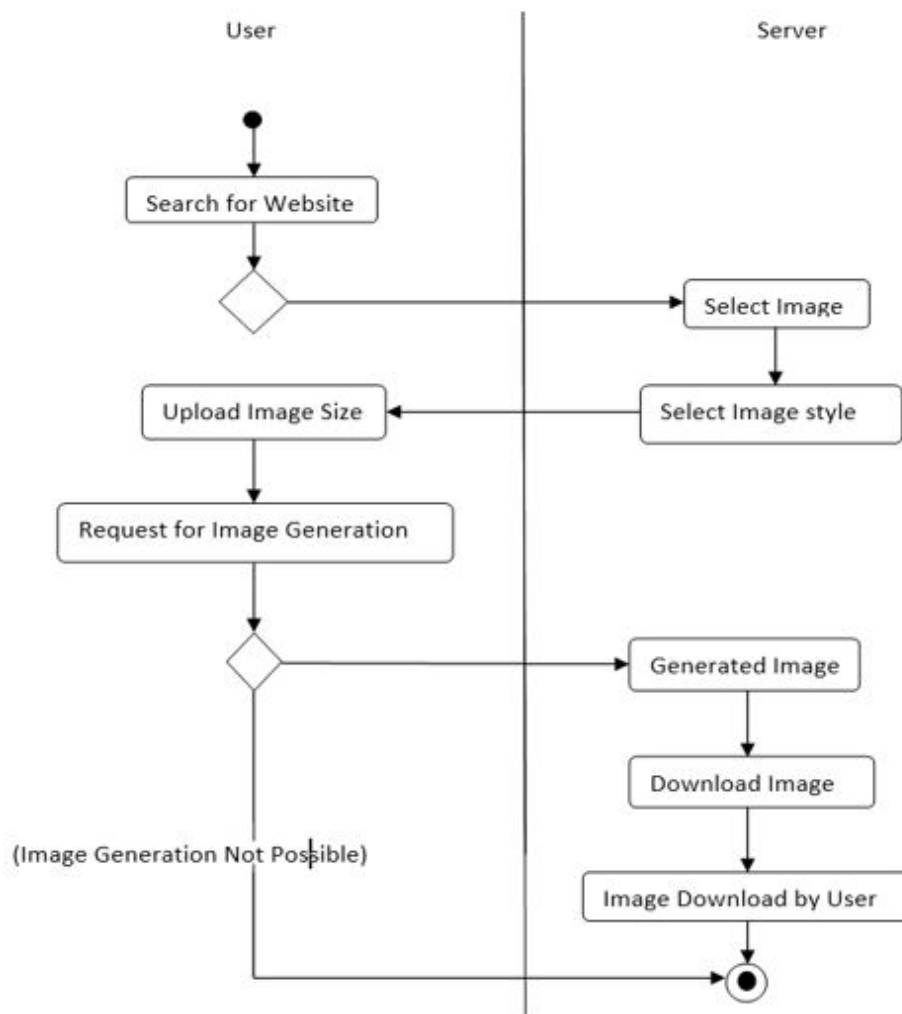 User
Server
Search for Website
Select Image
Upload Image Size
Select Image style
Request for Image Generation
Generated Image
Download Image
(Image Generation Not Possible)
Image Download by User